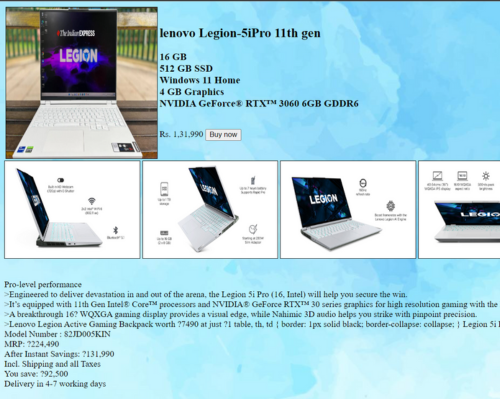 The Indian EXPRESS
LEGION
lenovo Legion-5iPro 11th gen
16 GB
512 GB SSD
Windows 11 Home
4 GB Graphics
NVIDIA GeForce® RTX™ 3060 6GB GDDR6
Rs. 1,31,990 Buy now
LEGION
LEGION
Pro-level performance
>Engineered to deliver devastation in and out of the arena, the Legion 5i Pro (16, Intel) will help you secure the win.
>It's equipped with 11th Gen Intel® Core™ processors and NVIDIA® GeForce RTX™ 30 series graphics for high resolution gaming with the
>A breakthrough 16? WQXGA gaming display provides a visual edge, while Nahimic 3D audio helps you strike with pinpoint precision.
>Lenovo Legion Active Gaming Backpack worth ?7490 at just ?1 table, th, td { border: 1px solid black; border-collapse: collapse; } Legion 5i
Model Number : 82JD005KIN
MRP: ?224,490
After Instant Savings: ?131,990
Incl. Shipping and all Taxes
You save: ?92,500
Delivery in 4-7 working days